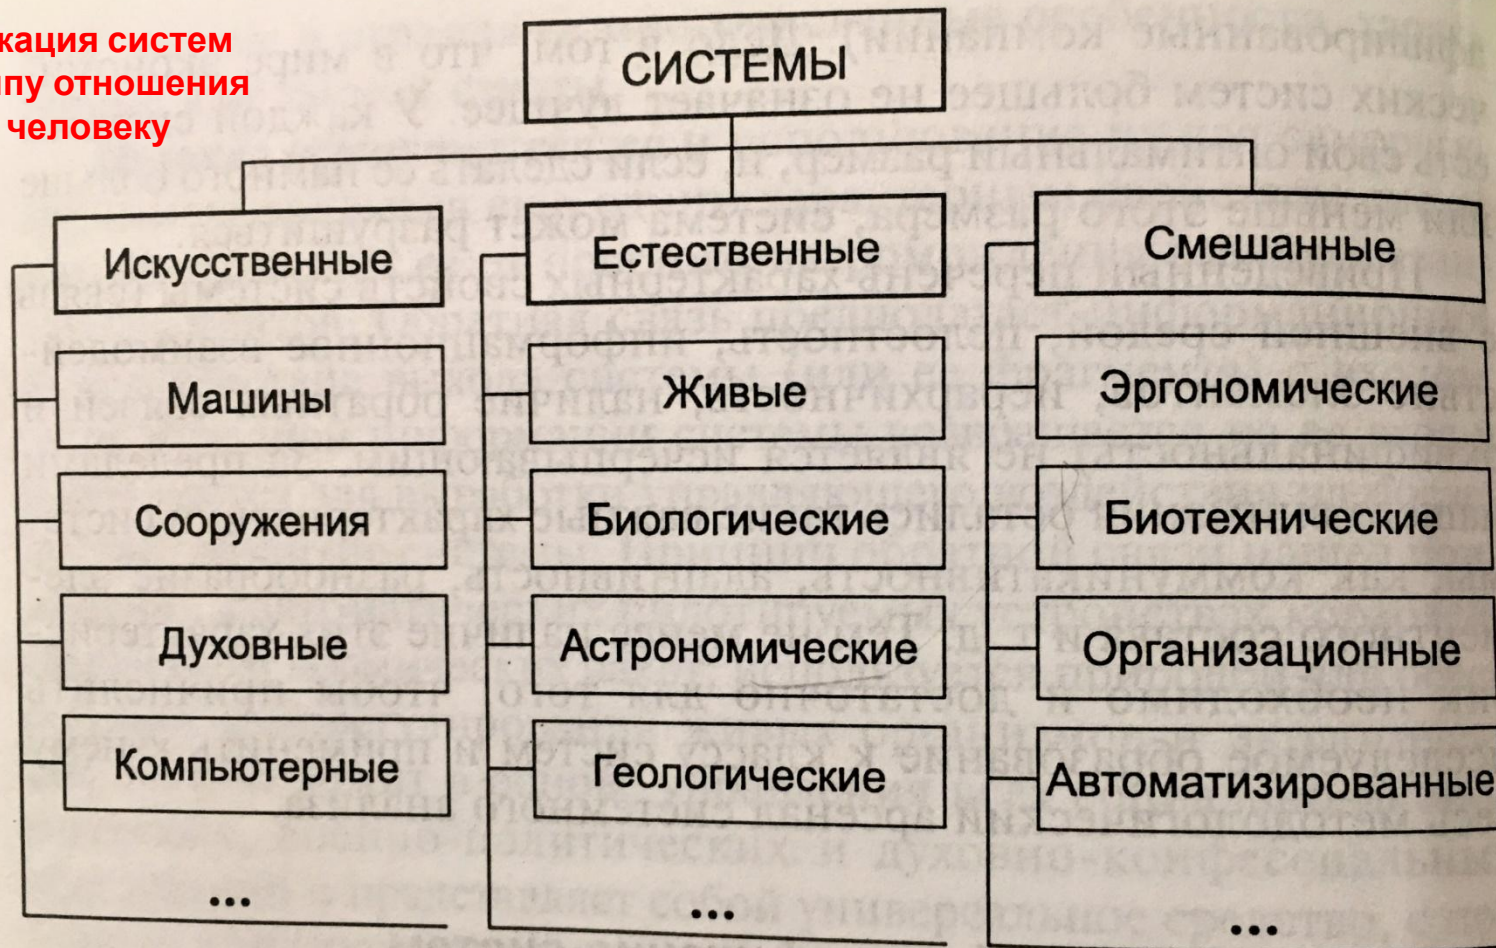 кация систем
ипу отношения
человеку
СИСТЕМЫ
Искусственные
Машины
Сооружения
Духовные
Компьютерные
...
Естественные
Живые
Биологические
Астрономические
Геологические
...
Смешанные
Эргономические
Биотехнические
Организационные
Автоматизированные
...